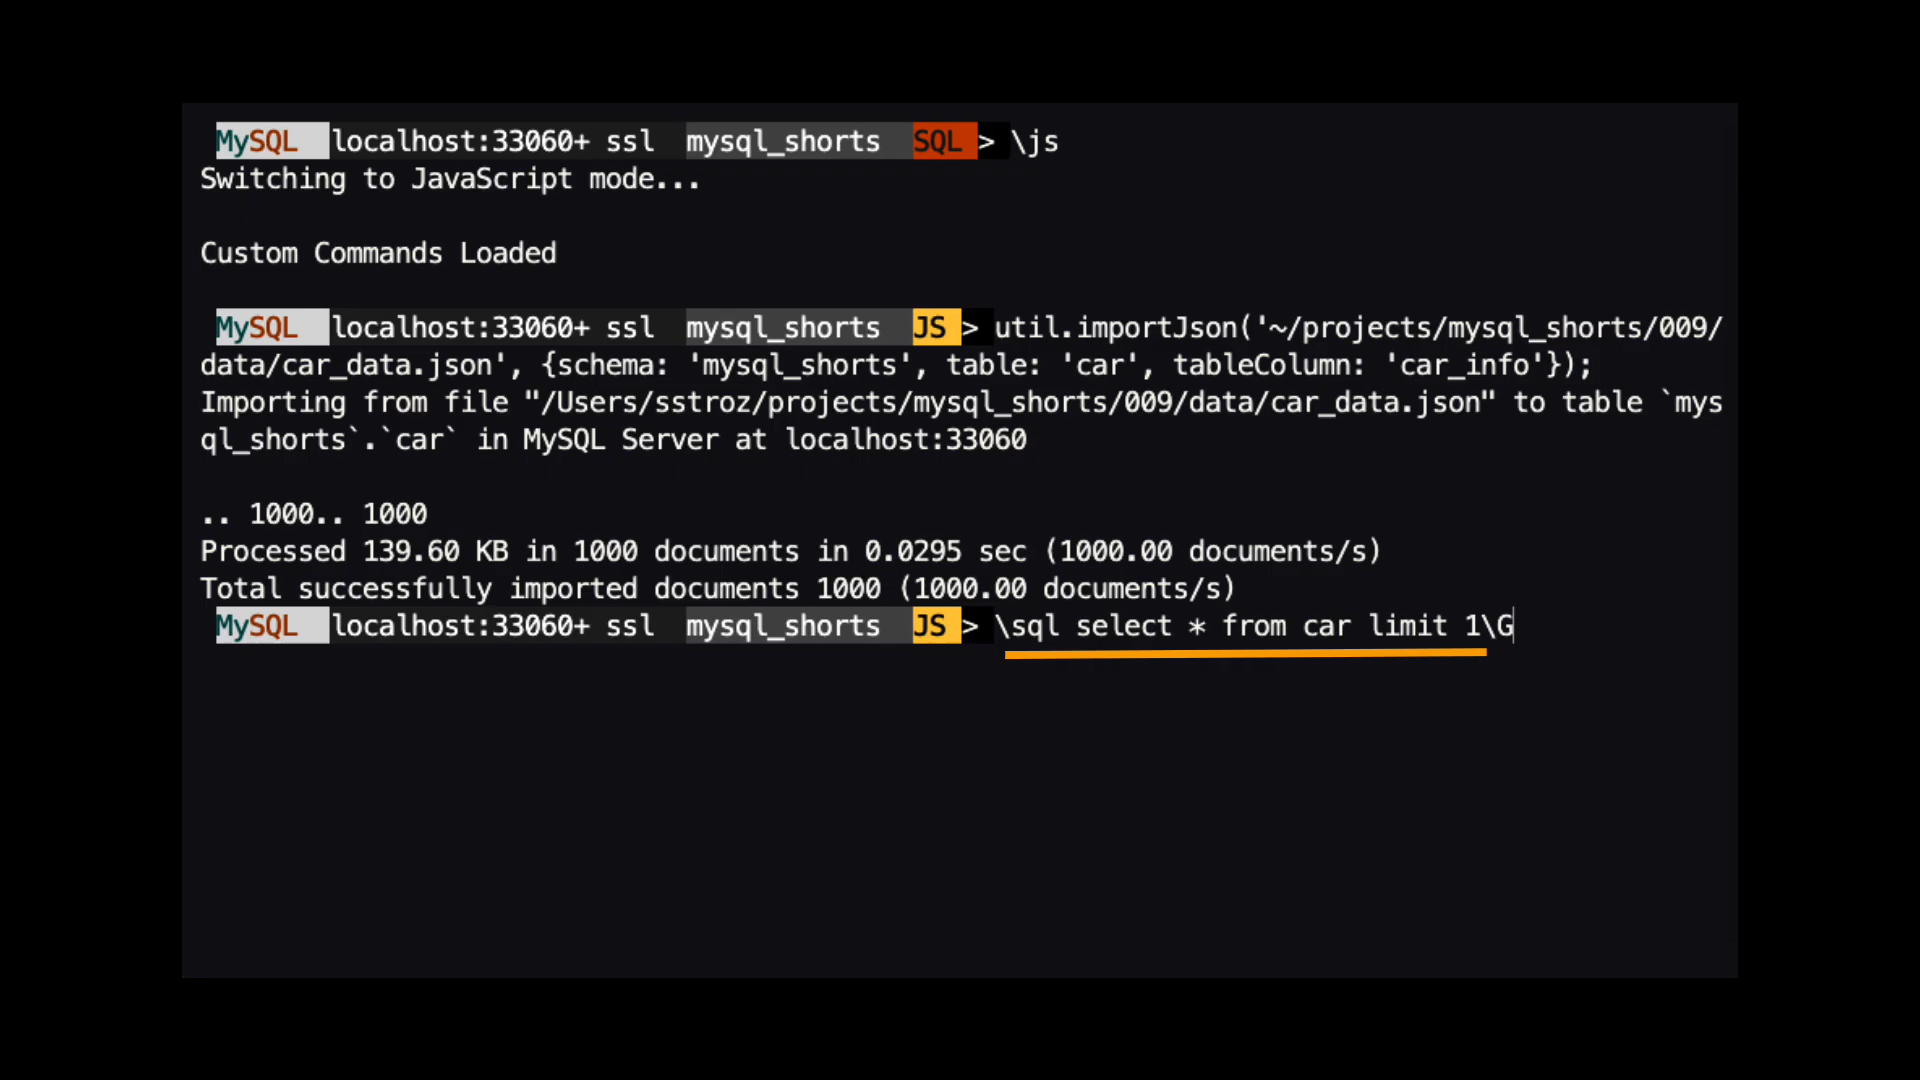 MySQL localhost:33060+ ssl mysql_shorts SQL > \js
Switching to JavaScript mode...
Custom Commands Loaded
MySQL localhost:33060+ ssl mysql_shorts JS > util.importJson('~/projects/mysql_shorts/009/
data/car_data.json', {schema: 'mysql_shorts', table: 'car', tableColumn: 'car_info'});
Importing from file "/Users/sstroz/projects/mysql_shorts/009/data/car_data.json" to table `mys
ql_shorts`.`car` in MySQL Server at localhost:33060
.. 1000.. 1000
Processed 139.60 KB in 1000 documents in 0.0295 sec (1000.00 documents/s)
Total successfully imported documents 1000 (1000.00 documents/s)
MySQL localhost:33060+ ssl mysql_shorts JS > \sql select * from car limit 1\G